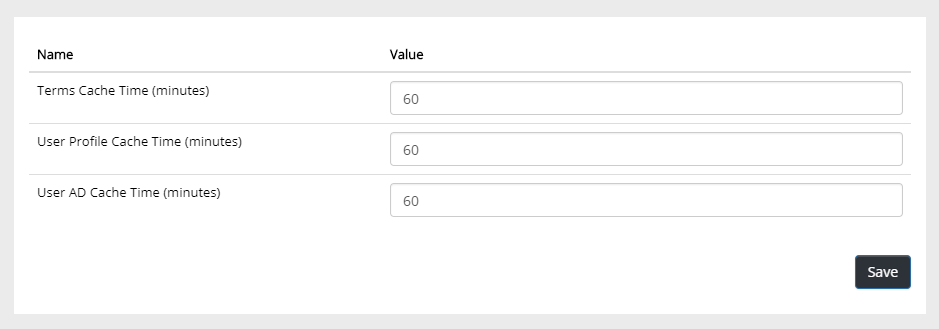 Name Value
Terms Cache Time (minutes) 60
User Profile Cache Time (minutes) 60
User AD Cache Time (minutes) 60
Save